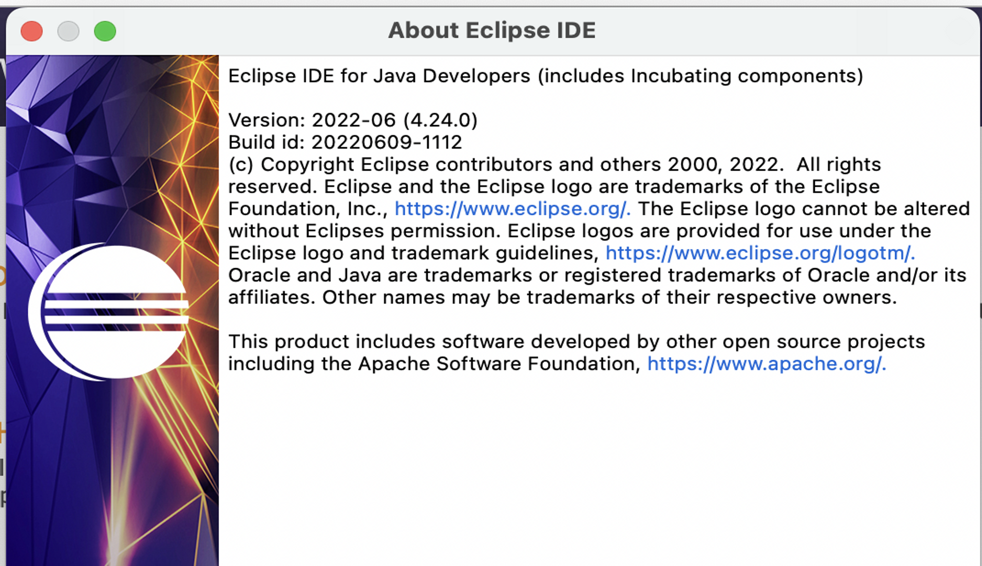 About Eclipse IDE
Eclipse IDE for Java Developers (includes Incubating components)
Version: 2022-06 (4.24.0)
Build id: 20220609-1112
(c) Copyright Eclipse contributors and others 2000, 2022.  All rights
reserved. Eclipse and the Eclipse logo are trademarks of the Eclipse
Foundation, Inc., https://www.eclipse.org/. The Eclipse logo cannot be altered
without Eclipses permission. Eclipse logos are provided for use under the
Eclipse logo and trademark guidelines, https://www.eclipse.org/logotm/.
Oracle and Java are trademarks or registered trademarks of Oracle and/or its
affiliates. Other names may be trademarks of their respective owners.
This product includes software developed by other open source projects
including the Apache Software Foundation, https://www.apache.org/.